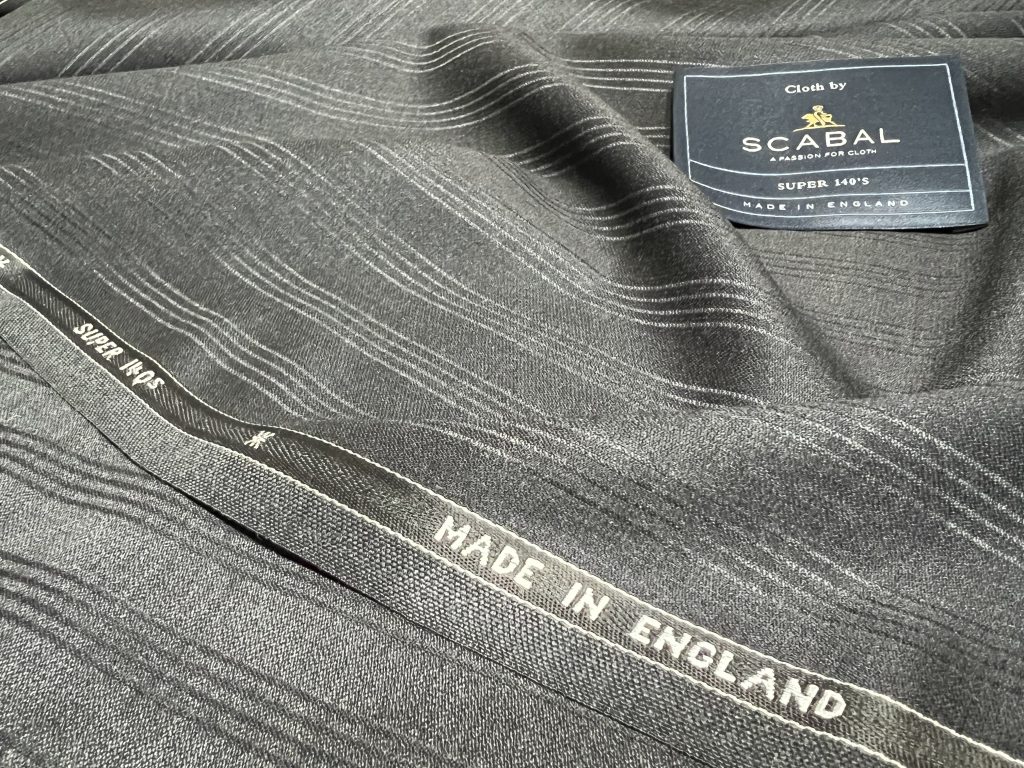 Cloth by
SCABAL
A PASSION FOR CLOTH
SUPER 140'S
MADE IN ENGLAND
SUPER 140S
MADE IN ENGLAND